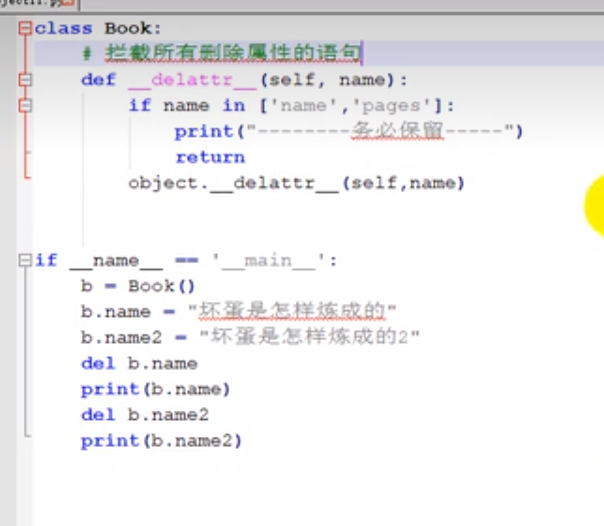 class Book:
    # 拦截所有删除属性的语句
    def __delattr__(self, name):
        if name in ['name','pages']:
            print("--------务必保留-----")
            return
        object.__delattr__(self,name)
if __name__ == '__main__':
    b = Book()
    b.name = "坏蛋是怎样炼成的"
    b.name2 = "坏蛋是怎样炼成的2"
    del b.name
    print(b.name)
    del b.name2
    print(b.name2)